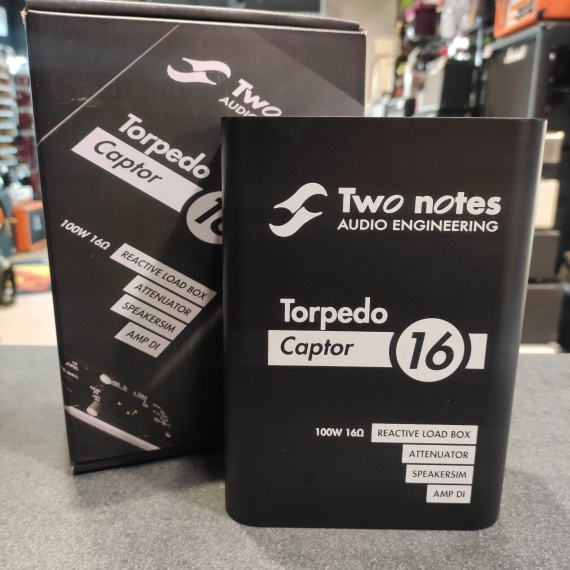 Two
AUDIO
Torpedo
Captor
16
100W 16Ω
REACTIVE LOAD BOX
ATTENUATOR
SPEAKERSIM
AMP DI
Two notes
AUDIO ENGINEERING
Torpedo
Captor 16
100W 16Ω REACTIVE LOAD BOX
ATTENUATOR
SPEAKERSIM
AMP DI